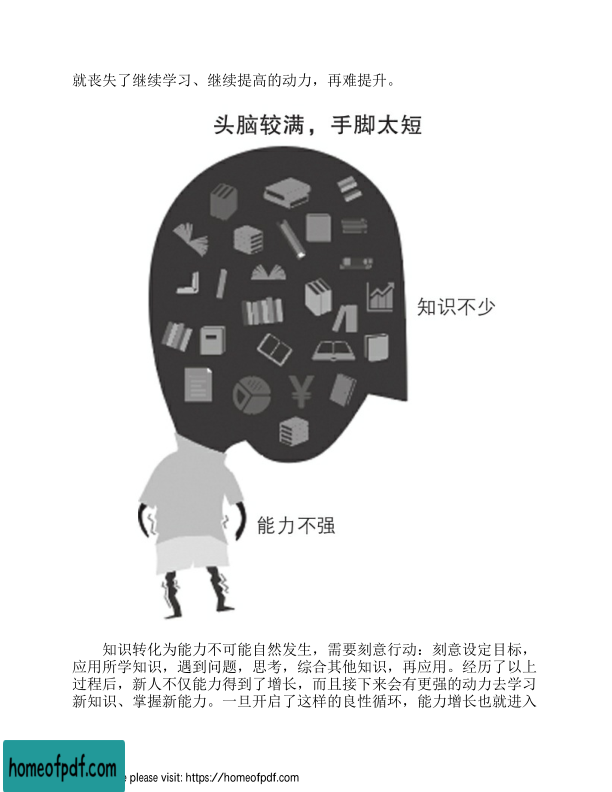 就丧失了继续学习、继续提高的动力，再难提升。
头脑较满，手脚太短
知识不少
能力不强
知识转化为能力不可能自然发生，需要刻意行动：刻意设定目标，
应用所学知识，遇到问题，思考，综合其他知识，再应用。经历了以上
过程后，新人不仅能力得到了增长，而且接下来会有更强的动力去学习
新知识、掌握新能力。一旦开启了这样的良性循环，能力增长也就进入
homeofpdf.com
please visit: https://homeofpdf.com